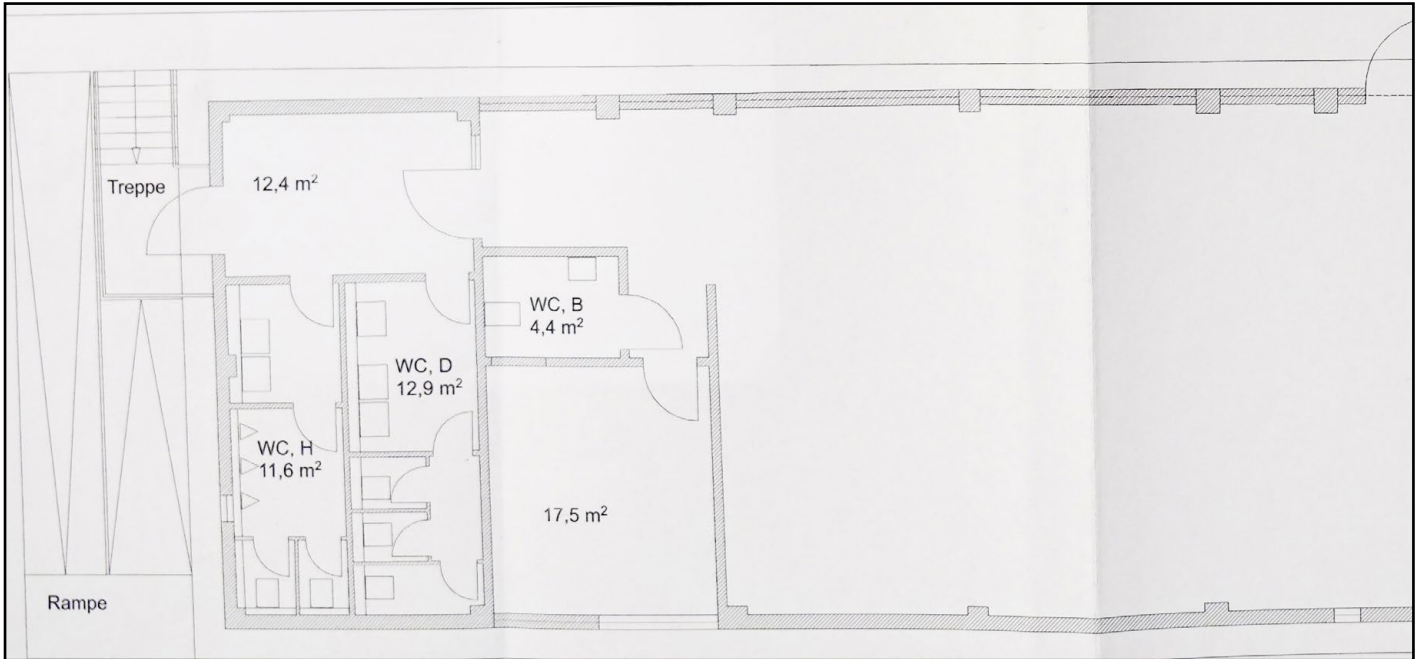 Treppe
12,4 m²
WC, B
4,4 m²
WC, D
12,9 m²
WC, H
11,6 m²
17,5 m²
Rampe